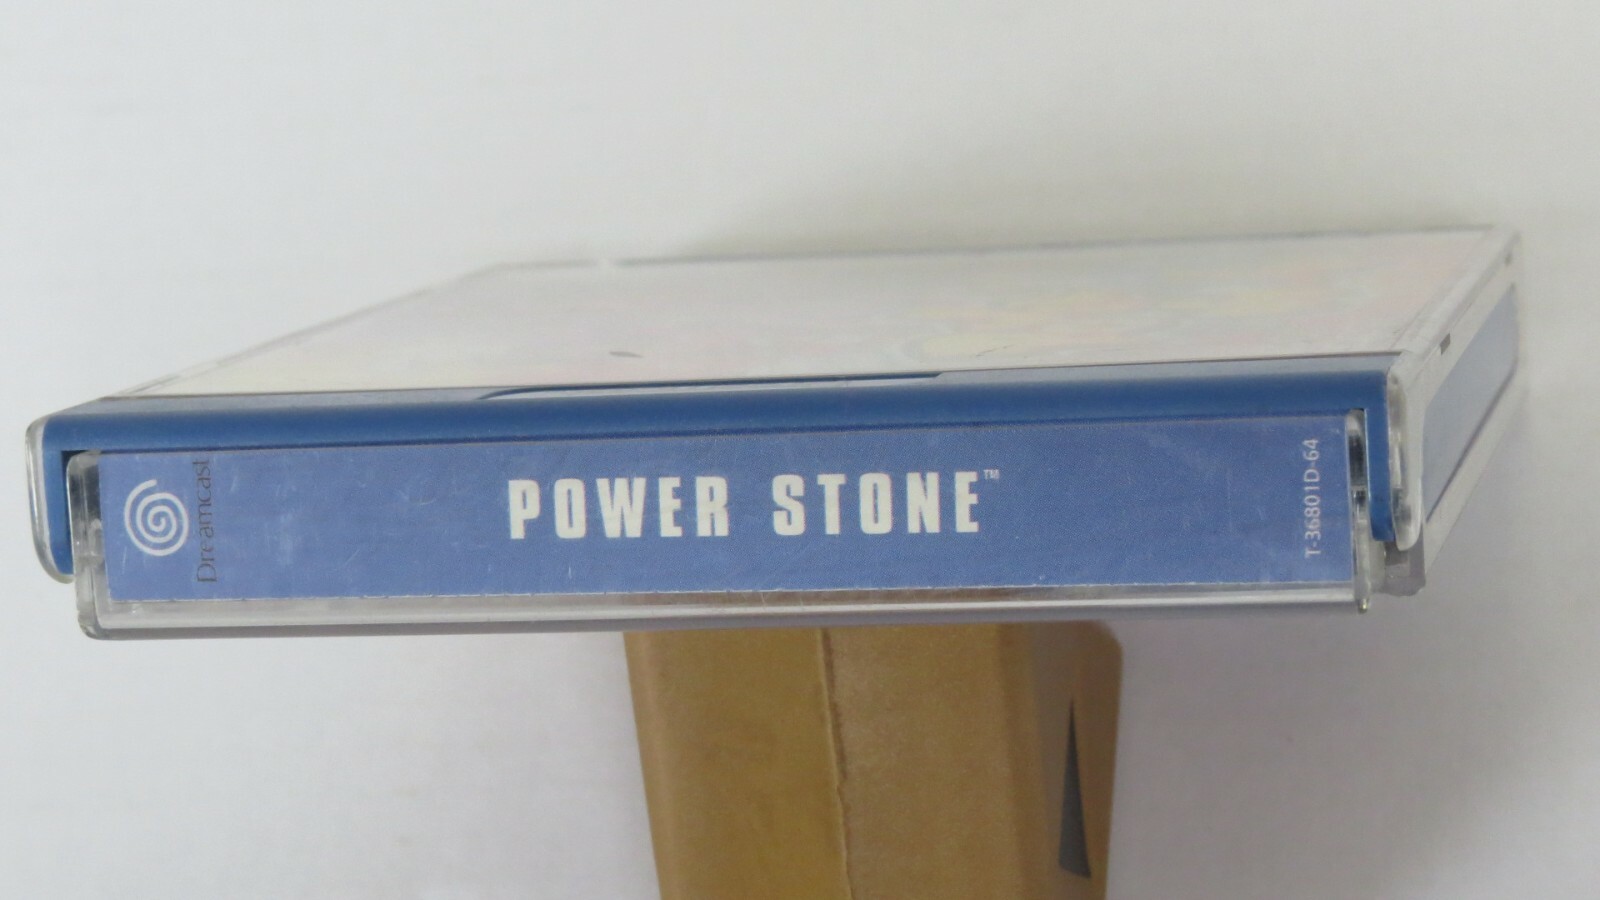 Dreamcast
POWER STONE™
T-36801D-64